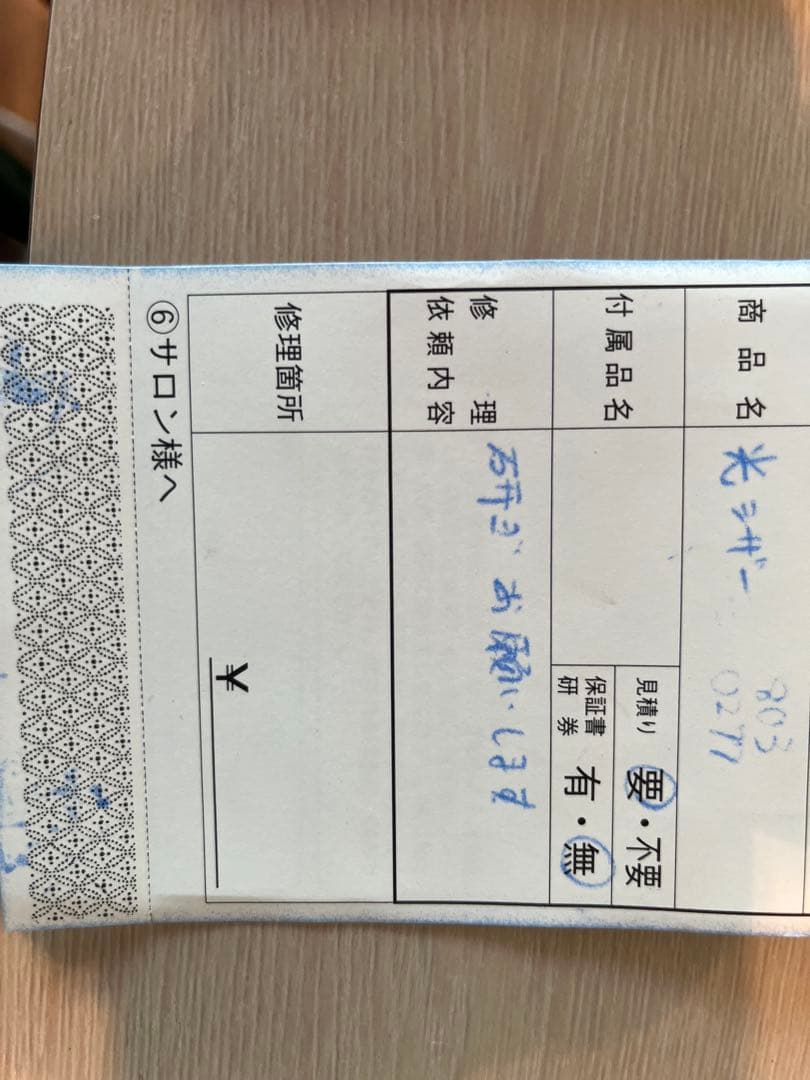 商品名 光シザー 803
0277
付属品名
見積り 要・不要
保証書
研券 有・無
修理
依頼内容 研ぎお願いします
修理箇所
¥
⑥サロン様へ